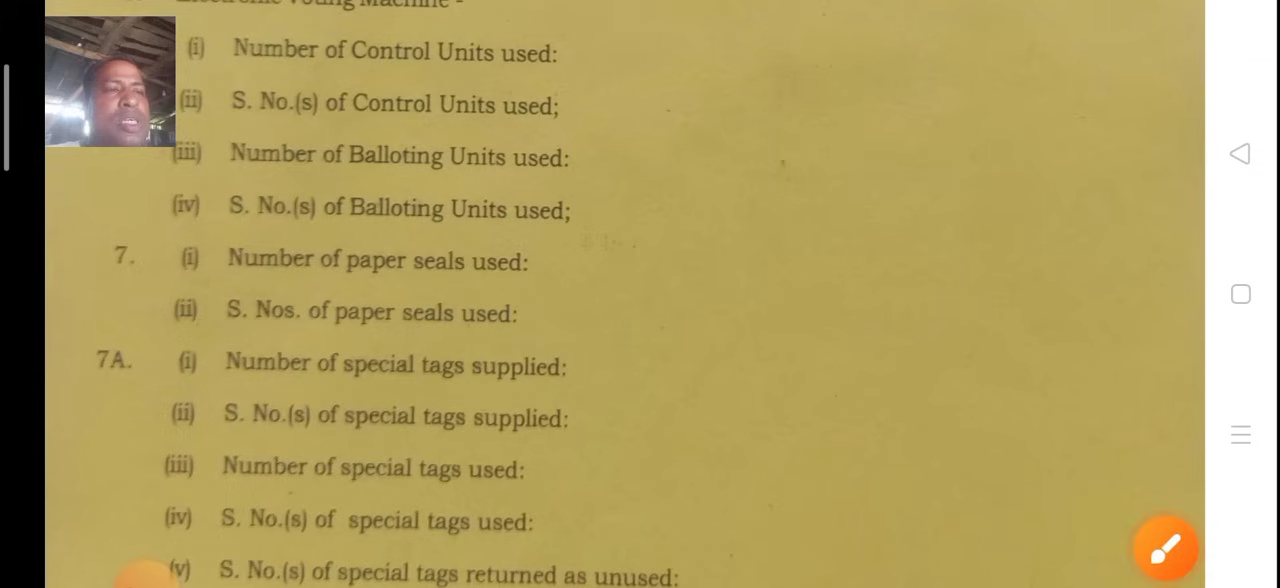 Electronic Voting Machine -
(i) Number of Control Units used:
(ii) S. No.(s) of Control Units used;
(iii) Number of Balloting Units used:
(iv) S. No.(s) of Balloting Units used;
7. (i) Number of paper seals used:
(ii) S. Nos. of paper seals used:
7A. (i) Number of special tags supplied:
(ii) S. No.(s) of special tags supplied:
(iii) Number of special tags used:
(iv) S. No.(s) of special tags used:
(v) S. No.(s) of special tags returned as unused: